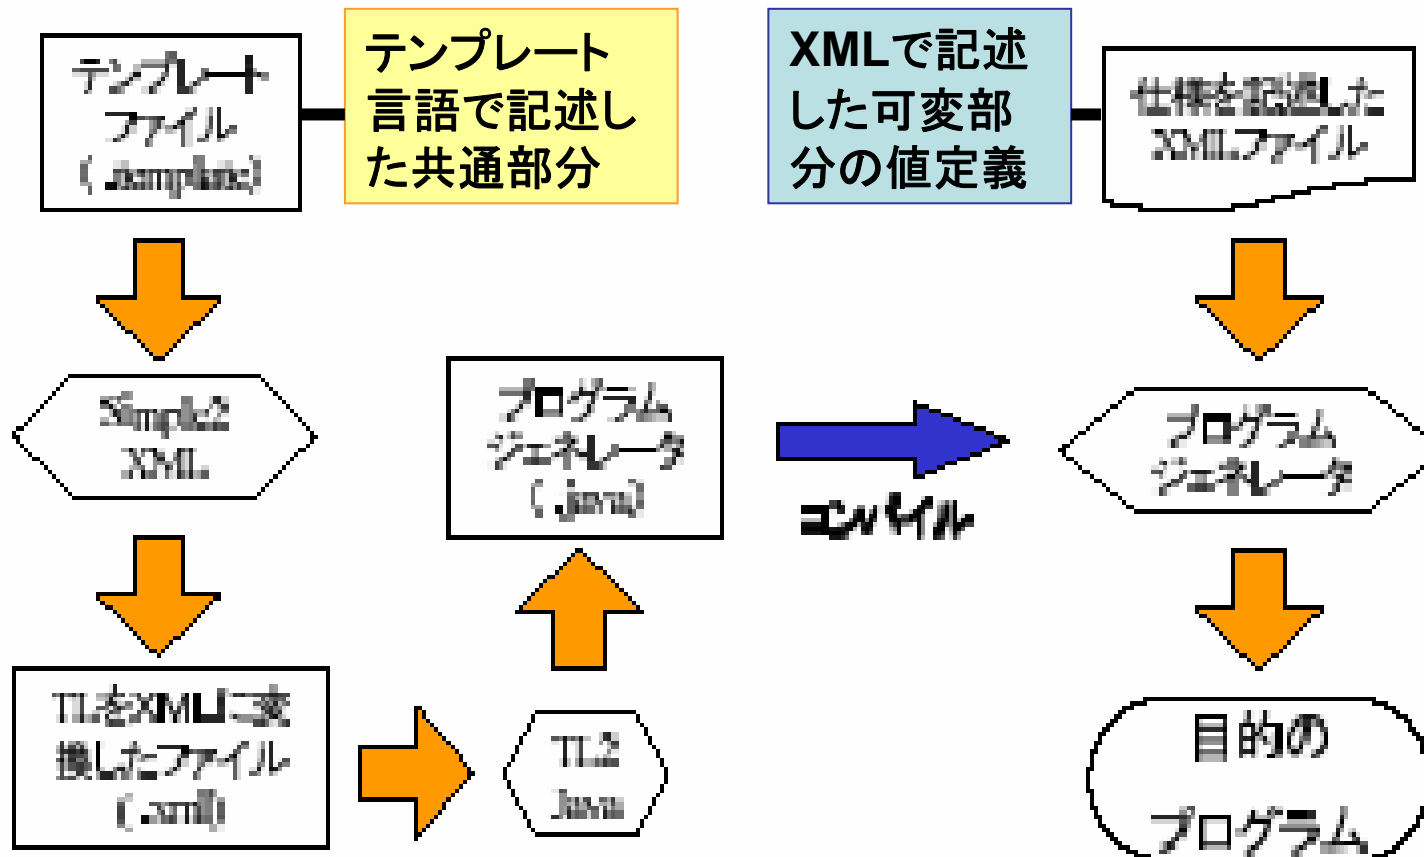 テンプレート
ファイル
( .template)
テンプレート
言語で記述し
た共通部分
XMLで記述
した可変部
分の値定義
仕様を記述した
XMLファイル
Simple2
XML
プログラム
ジェネレータ
( .java)
コンパイル
プログラム
ジェネレータ
TLをXMLに変
換したファイル
( .xml)
TL2
Java
目的の
プログラム